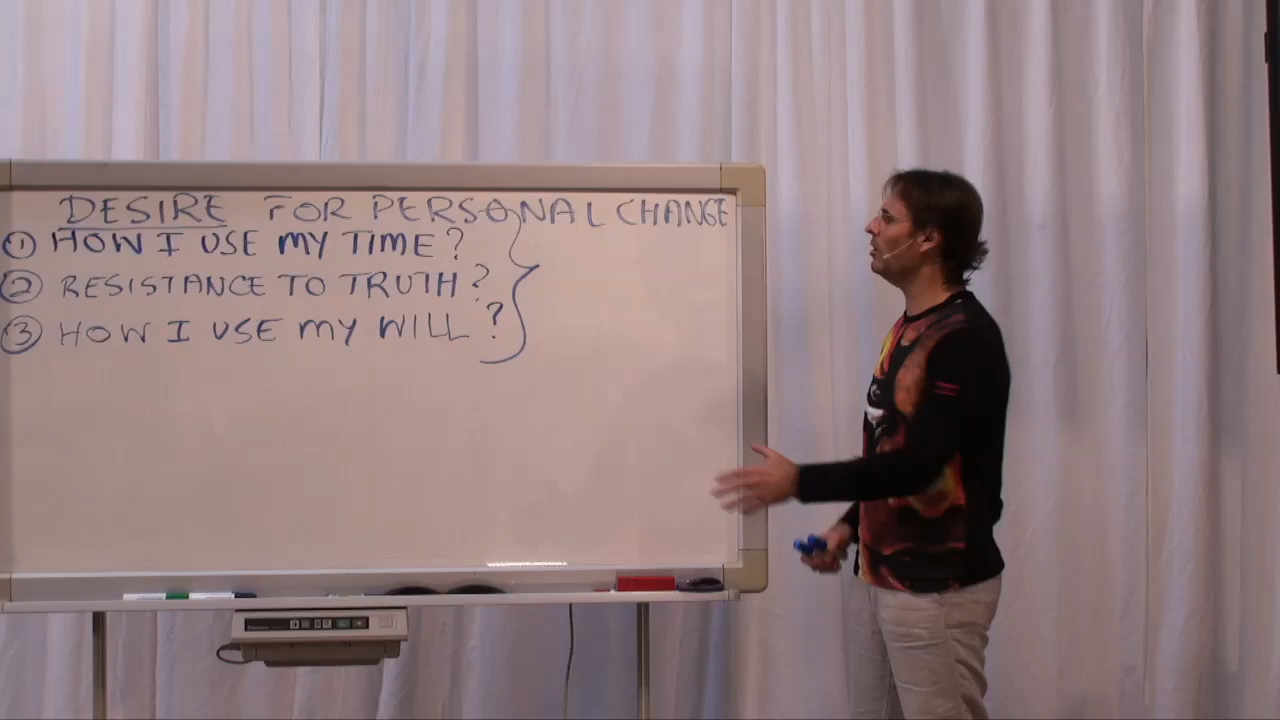 DESIRE FOR PERSONAL CHANGE
① HOW I USE MY TIME?
② RESISTANCE TO TRUTH?
③ HOW I USE MY WILL?